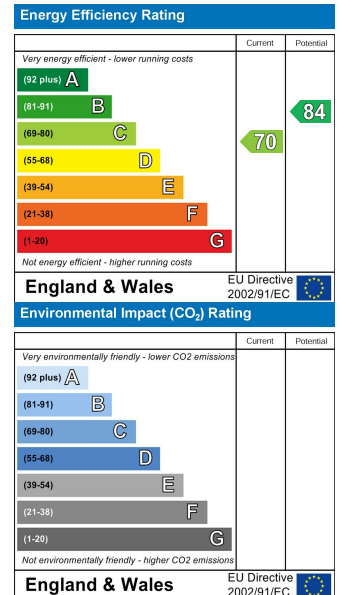 Energy Efficiency Rating
Current Potential
Very energy efficient - lower running costs
(92 plus) A
(81-91) B
84
(69-80) C
70
(55-68) D
(39-54) E
(21-38) F
(1-20) G
Not energy efficient - higher running costs
England & Wales
EU Directive
2002/91/EC
Environmental Impact (CO₂) Rating
Current Potential
Very environmentally friendly - lower CO2 emissions
(92 plus) A
(81-91) B
(69-80) C
(55-68) D
(39-54) E
(21-38) F
(1-20) G
Not environmentally friendly - higher CO2 emissions
England & Wales
EU Directive
2002/91/EC